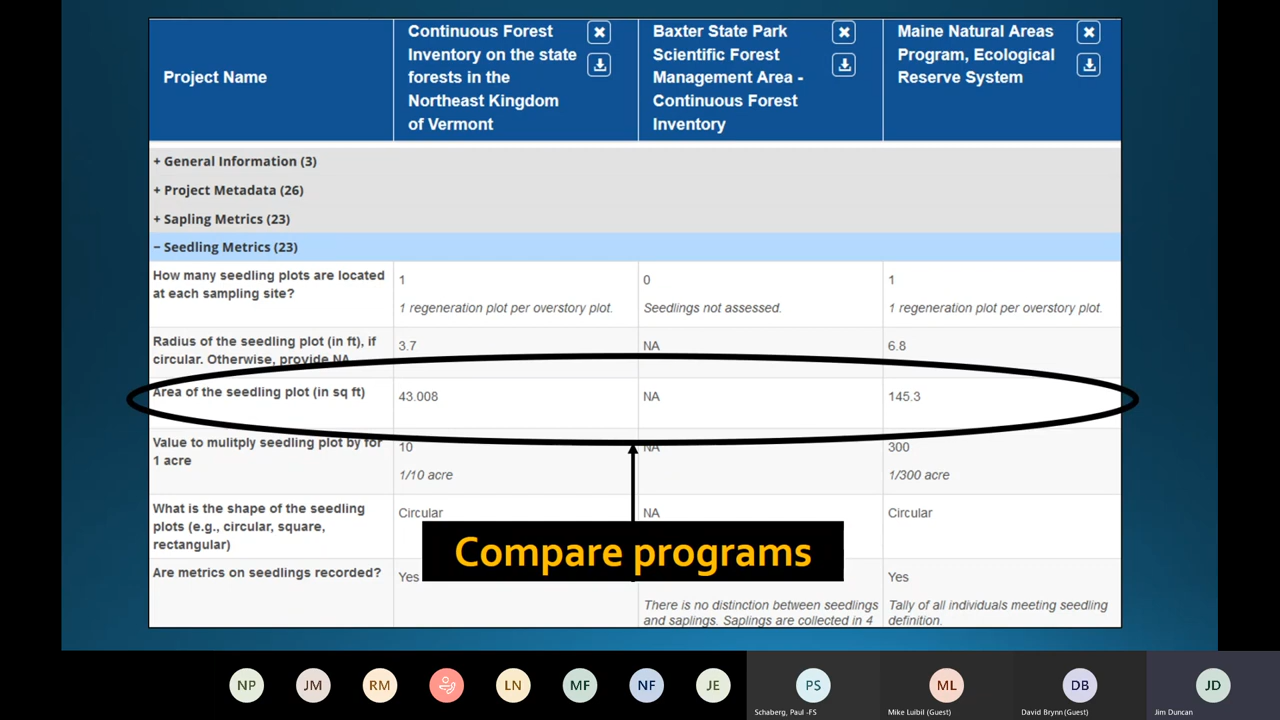 Project Name
Continuous Forest
Inventory on the state
forests in the
Northeast Kingdom
of Vermont
Baxter State Park
Scientific Forest
Management Area -
Continuous Forest
Inventory
Maine Natural Areas
Program, Ecological
Reserve System
+ General Information (3)
+ Project Metadata (26)
+ Sapling Metrics (23)
− Seedling Metrics (23)
How many seedling plots are located
at each sampling site?
1
1 regeneration plot per overstory plot.
0
Seedlings not assessed.
1
1 regeneration plot per overstory plot.
Radius of the seedling plot (in ft), if
circular. Otherwise, provide NA
3.7
NA
6.8
Area of the seedling plot (in sq ft)
43.008
NA
145.3
Value to mulitply seedling plot by for
1 acre
10
1/10 acre
NA
300
1/300 acre
What is the shape of the seedling
plots (e.g., circular, square,
rectangular)
Circular
NA
Circular
Compare programs
Are metrics on seedlings recorded?
Yes
There is no distinction between seedlings
and saplings. Saplings are collected in 4
Yes
Tally of all individuals meeting seedling
definition.
NP
JM
RM
LN
MF
NF
JE
PS
Schaberg, Paul -FS
ML
Mike Luibil (Guest)
DB
David Brynn (Guest)
JD
Jim Duncan